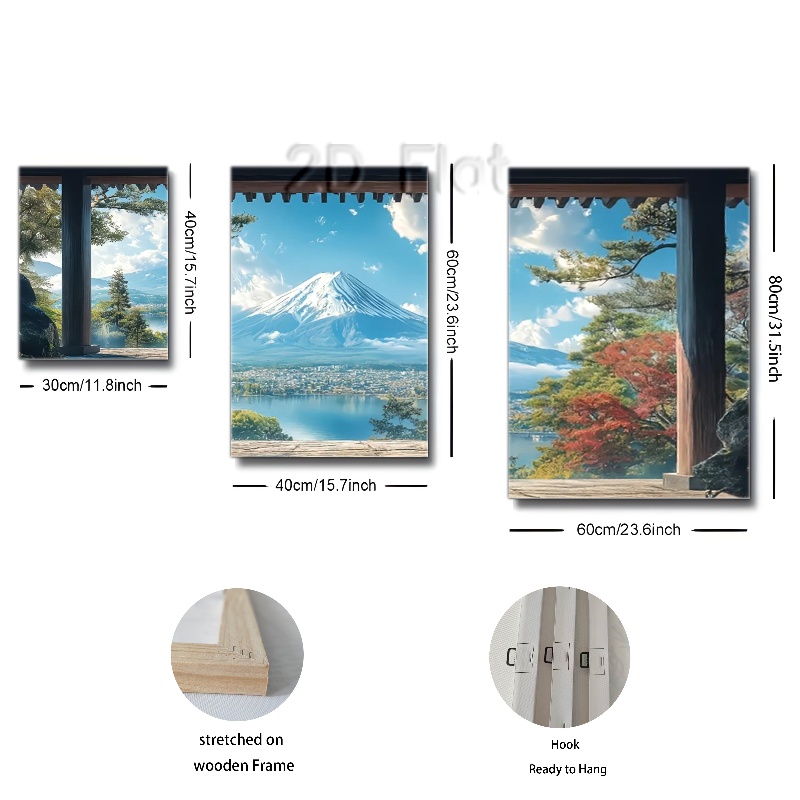 2D Flat
40cm/15.7inch
30cm/11.8inch
60cm/23.6inch
40cm/15.7inch
80cm/31.5inch
60cm/23.6inch
stretched on
wooden Frame
Hook
Ready to Hang